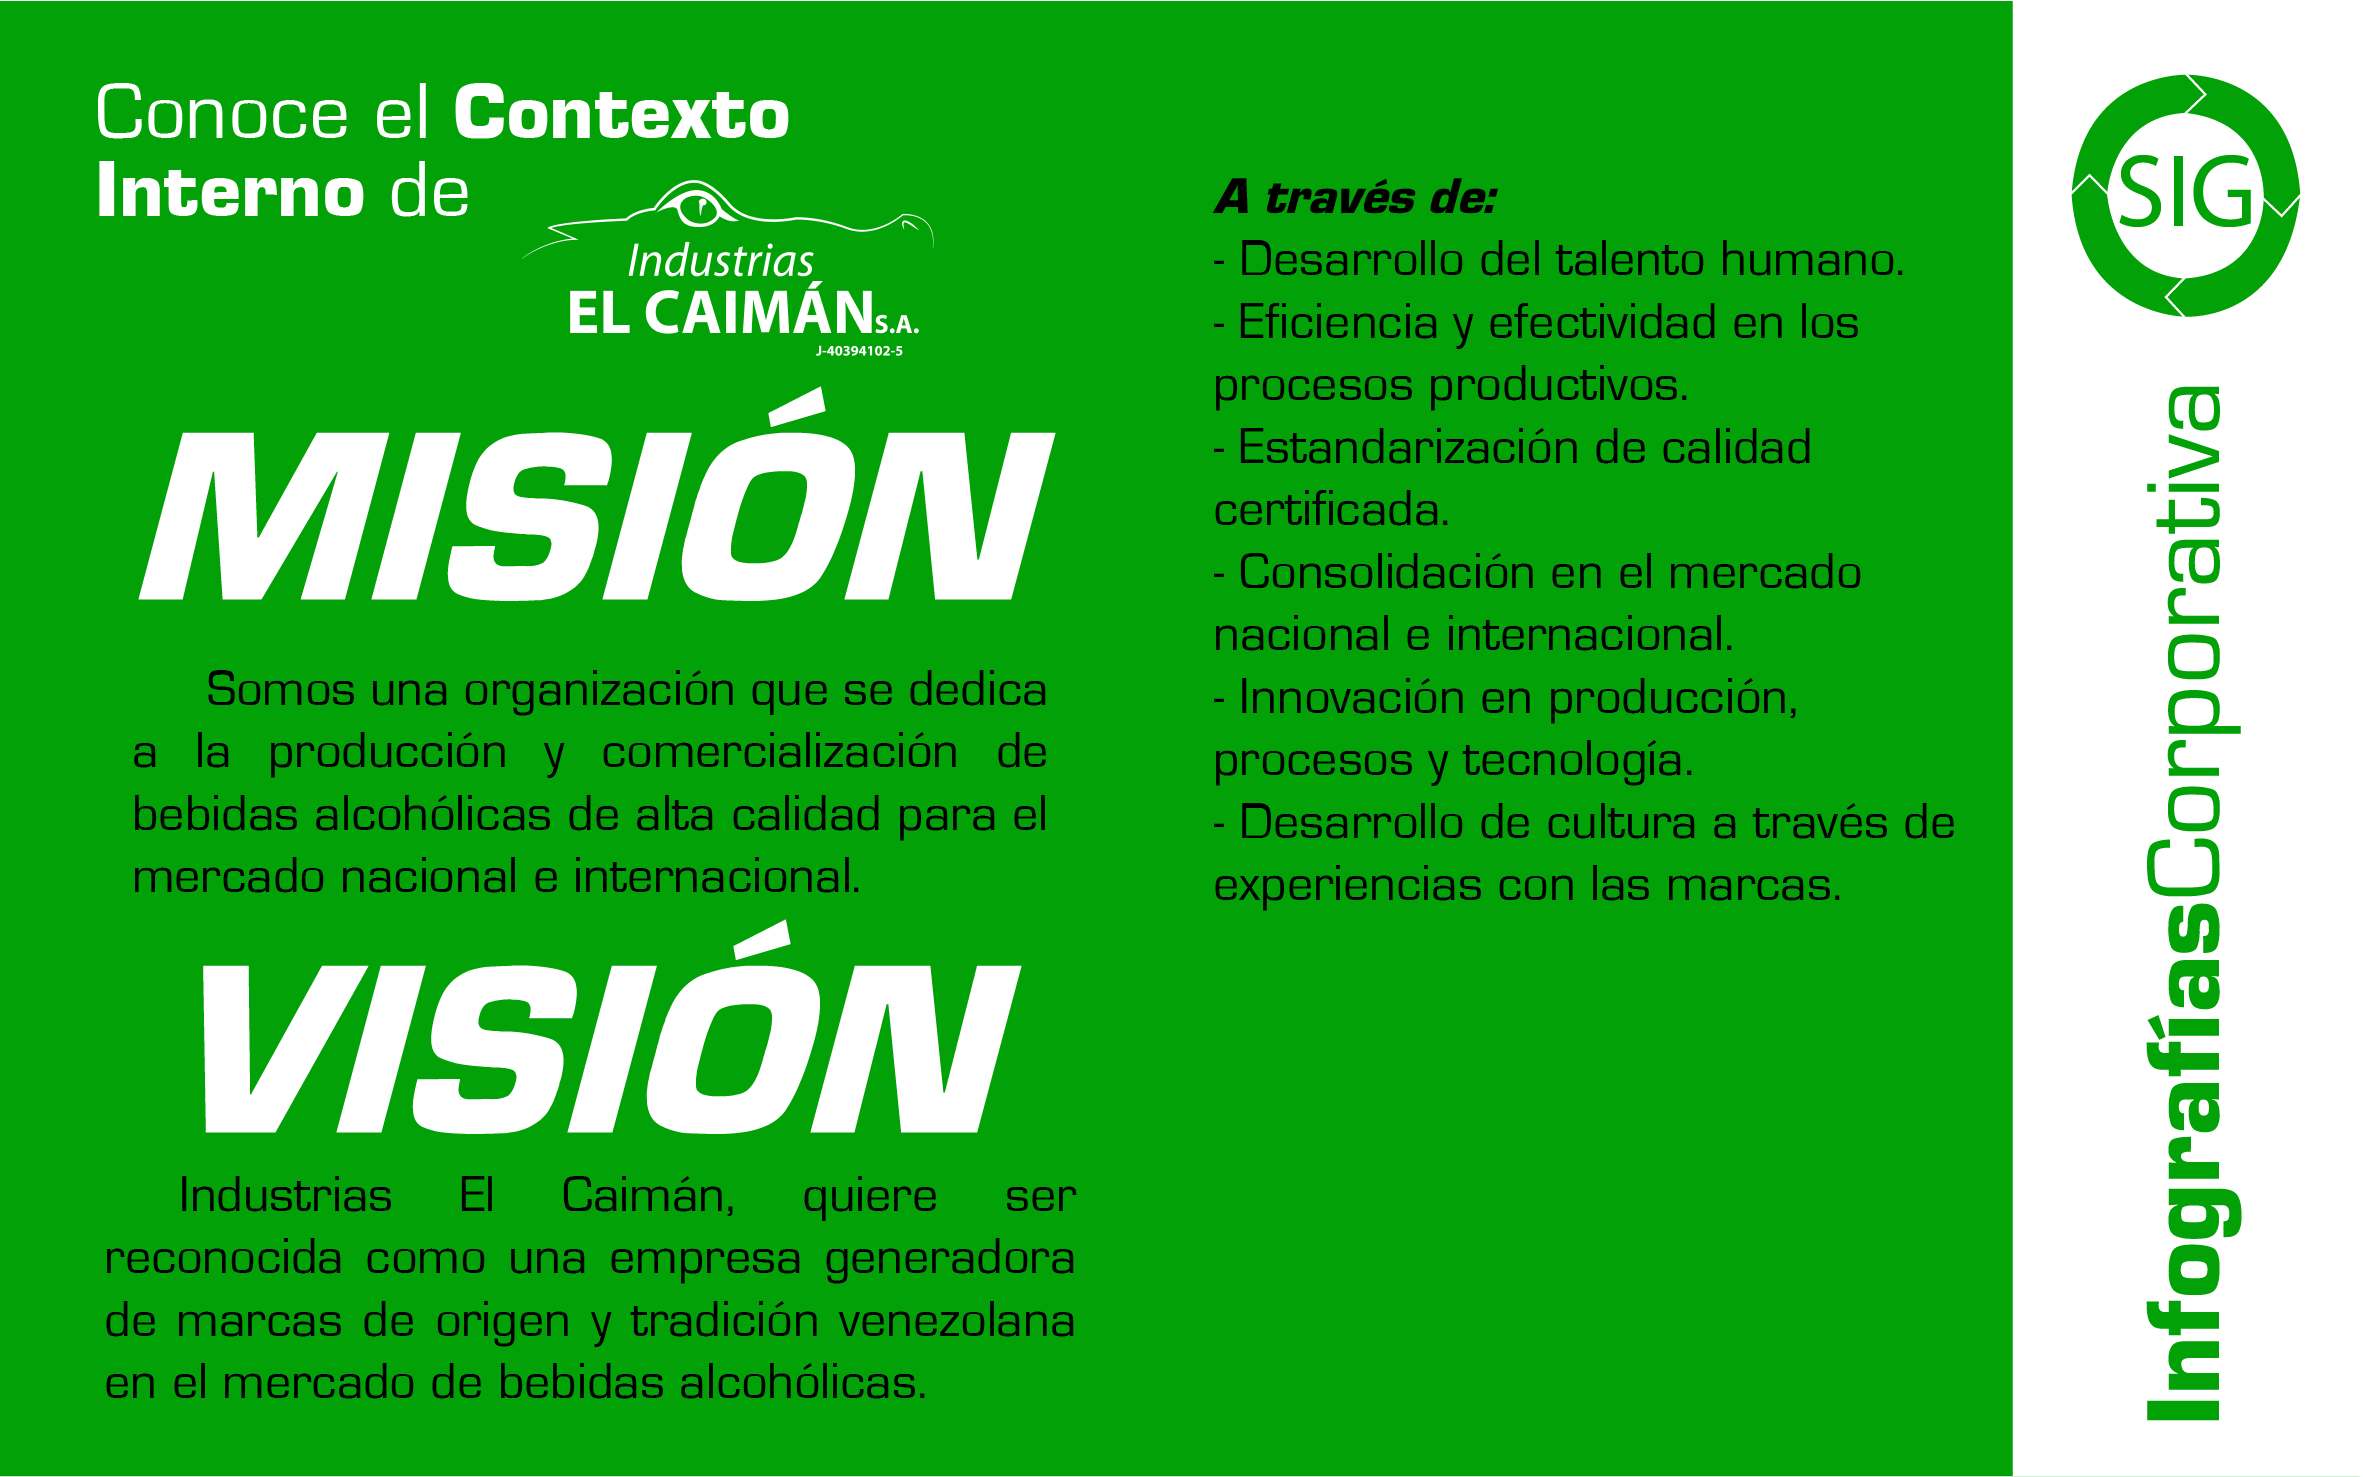 Conoce el Contexto
Interno de
Industrias
EL CAIMÁN S.A.
J-40394102-5
MISIÓN
Somos una organización que se dedica
a la producción y comercialización de
bebidas alcohólicas de alta calidad para el
mercado nacional e internacional.
VISIÓN
Industrias El Caimán, quiere ser
reconocida como una empresa generadora
de marcas de origen y tradición venezolana
en el mercado de bebidas alcohólicas.
A través de:
- Desarrollo del talento humano.
- Eficiencia y efectividad en los
procesos productivos.
- Estandarización de calidad
certificada.
- Consolidación en el mercado
nacional e internacional.
- Innovación en producción,
procesos y tecnología.
- Desarrollo de cultura a través de
experiencias con las marcas.
SIG
InfografíasCorporativa